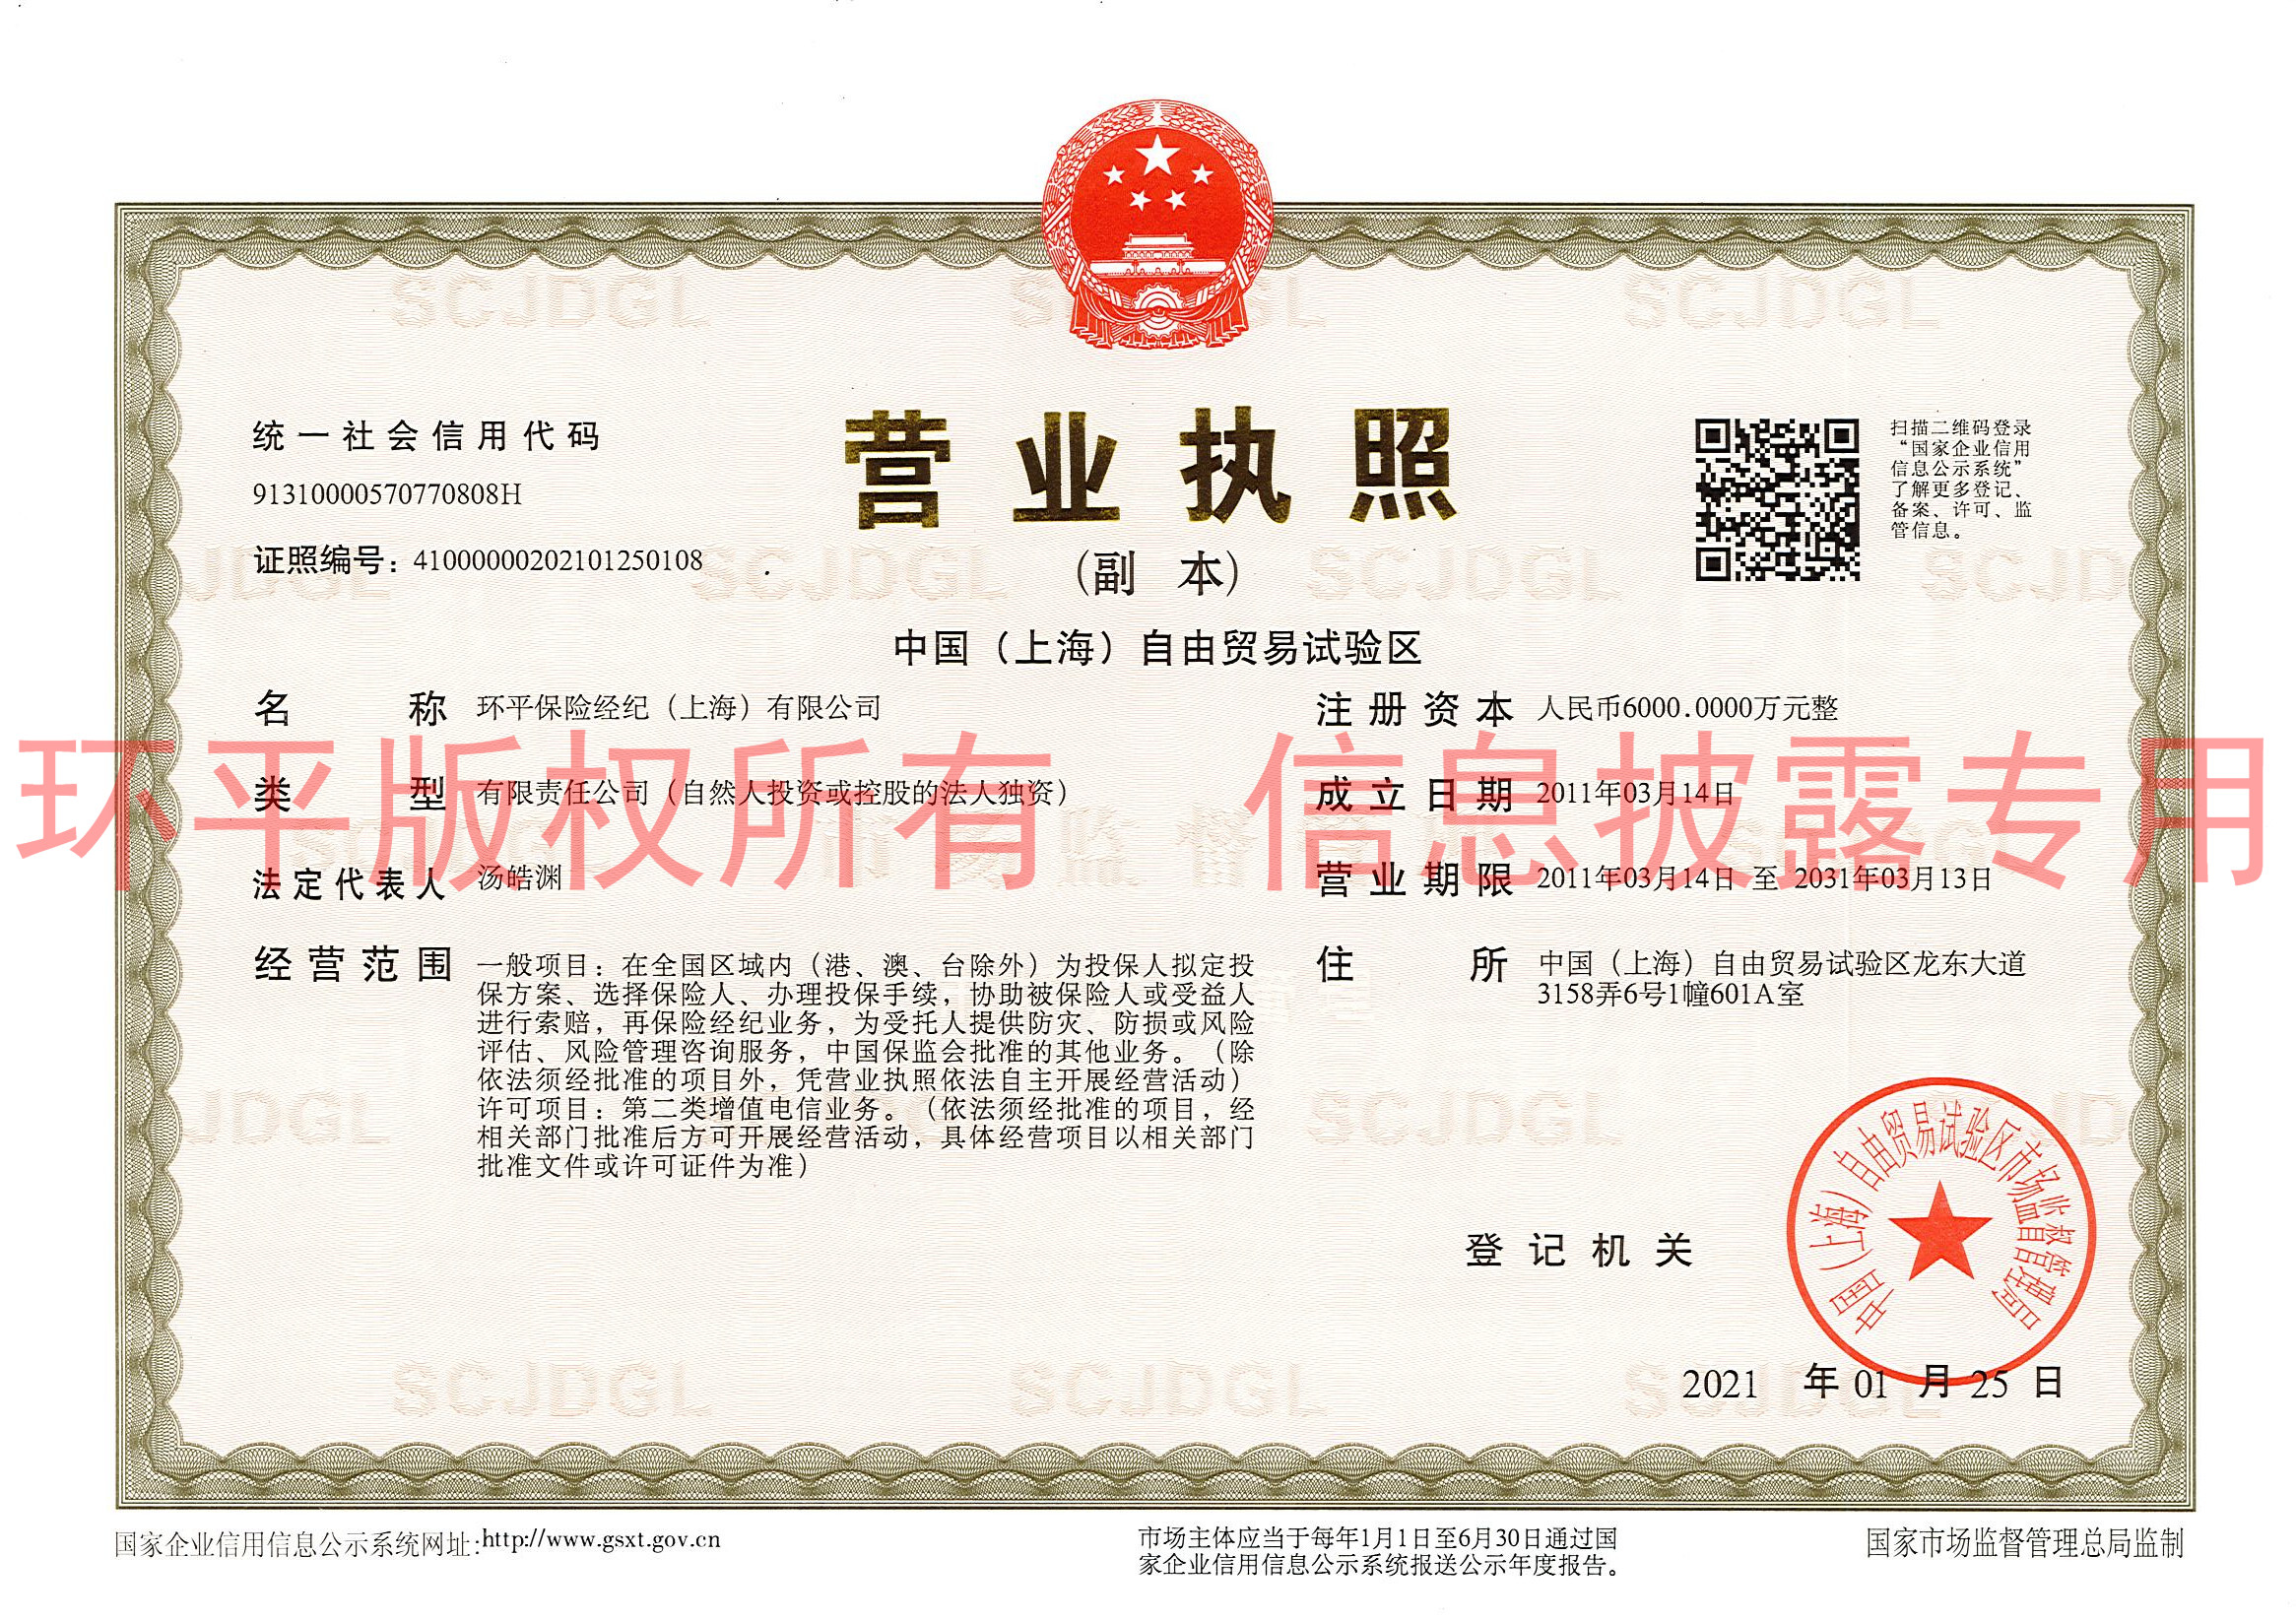 统一社会信用代码
91310000570770808H
证照编号：41000000202101250108
营业执照
（副 本）
中国（上海）自由贸易试验区
扫描二维码登录
“国家企业信用
信息公示系统”
了解更多登记、
备案、许可、监
管信息。
名 称 环平保险经纪（上海）有限公司
类 型 有限责任公司（自然人投资或控股的法人独资）
法定代表人 汤皓渊
经营范围 一般项目：在全国区域内（港、澳、台除外）为投保人拟定投
保方案、选择保险人、办理投保手续，协助被保险人或受益人
进行索赔，再保险经纪业务，为受托人提供防灾、防损或风险
评估、风险管理咨询服务，中国保监会批准的其他业务。（除
依法须经批准的项目外，凭营业执照依法自主开展经营活动）
许可项目：第二类增值电信业务。（依法须经批准的项目，经
相关部门批准后方可开展经营活动，具体经营项目以相关部门
批准文件或许可证件为准）
注册资本 人民币6000.0000万元整
成立日期 2011年03月14日
营业期限 2011年03月14日 至 2031年03月13日
住 所 中国（上海）自由贸易试验区龙东大道
3158弄6号1幢601A室
环平版权所有 信息披露专用
登记机关
中国（上海）自由贸易试验区市场监督管理局
2021 年 01 月 25 日
SCJDGL
SCJDGL
SCJDGL
SCJDGL
SCJDGL
SCJDGL
SCJDGL
国家企业信用信息公示系统网址：http://www.gsxt.gov.cn
市场主体应当于每年1月1日至6月30日通过国
家企业信用信息公示系统报送公示年度报告。
国家市场监督管理总局监制